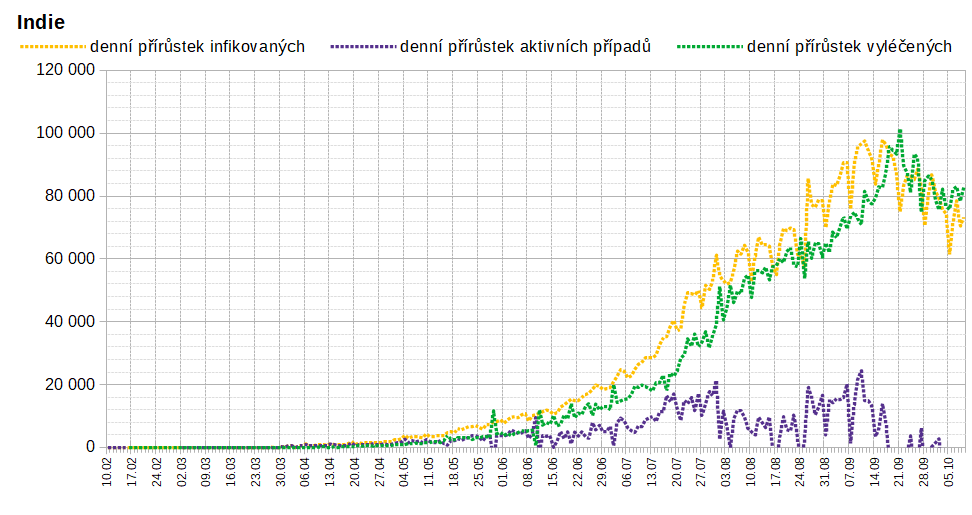 Indie
denní přírůstek infikovaných denní přírůstek aktivních případů denní přírůstek vyléčených
120 000
100 000
80 000
60 000
40 000
20 000
0
10.02 17.02 24.02 02.03 09.03 16.03 23.03 30.03 06.04 13.04 20.04 27.04 04.05 11.05 18.05 25.05 01.06 08.06 15.06 22.06 29.06 06.07 13.07 20.07 27.07 03.08 10.08 17.08 24.08 31.08 07.09 14.09 21.09 28.09 05.10